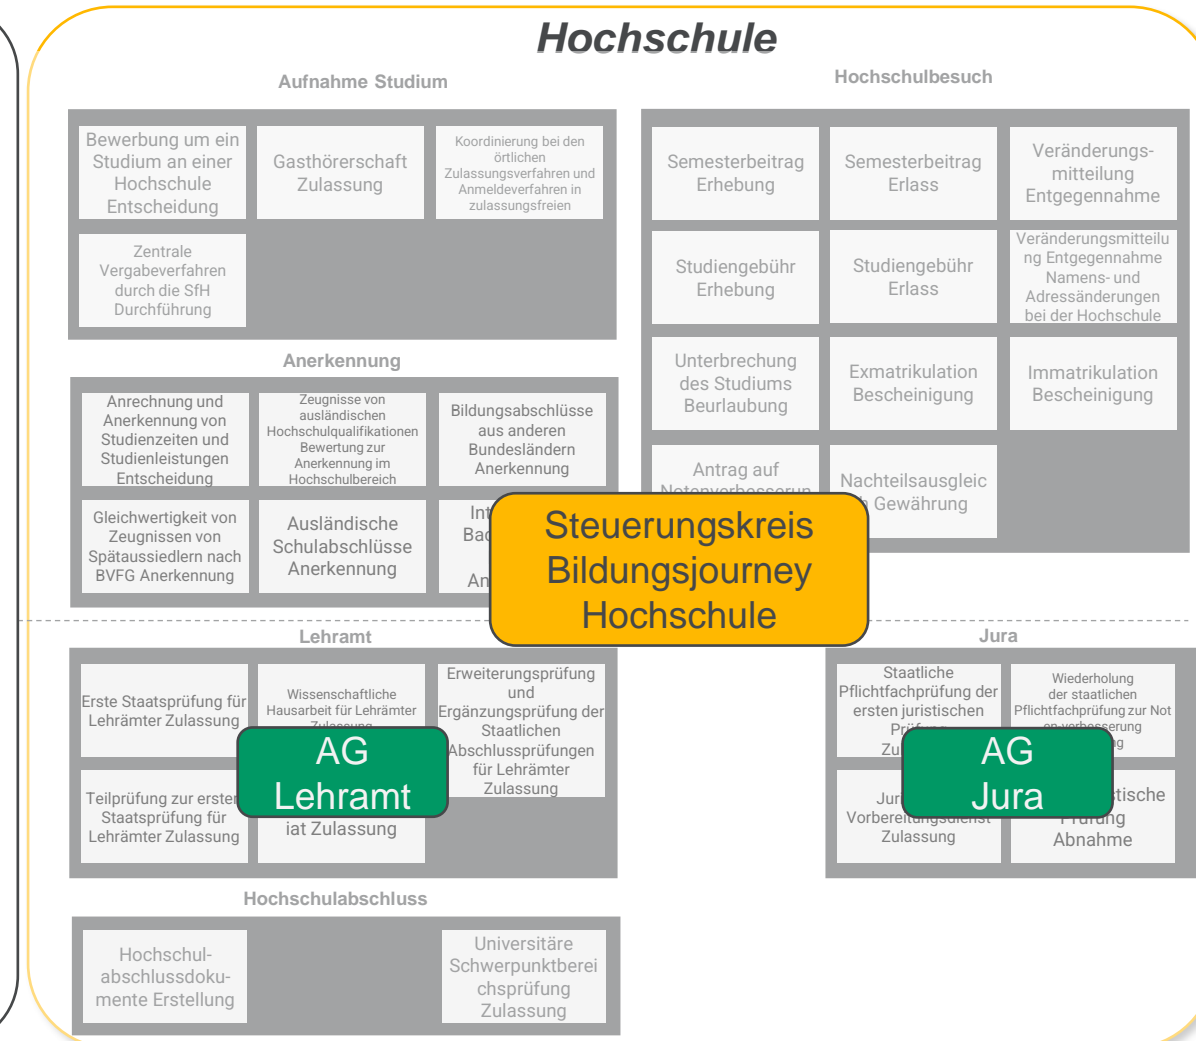 Hochschule
Aufnahme Studium
Bewerbung um ein
Studium an einer
Hochschule
Entscheidung
Gasthörerschaft
Zulassung
Koordinierung bei den
örtlichen
Zulassungsverfahren und
Anmeldeverfahren in
zulassungsfreien
Zentrale
Vergabeverfahren
durch die SfH
Durchführung
Hochschulbesuch
Semesterbeitrag
Erhebung
Semesterbeitrag
Erlass
Veränderungs-
mitteilung
Entgegennahme
Studiengebühr
Erhebung
Studiengebühr
Erlass
Veränderungsmitteilu
ng Entgegennahme
Namens- und
Adressänderungen
bei der Hochschule
Unterbrechung
des Studiums
Beurlaubung
Exmatrikulation
Bescheinigung
Immatrikulation
Bescheinigung
Antrag auf
Notenverbesserun
Nachteilsausgleic
h Gewährung
Anerkennung
Anrechnung und
Anerkennung von
Studienzeiten und
Studienleistungen
Entscheidung
Zeugnisse von
ausländischen
Hochschulqualifikationen
Bewertung zur
Anerkennung im
Hochschulbereich
Bildungsabschlüsse
aus anderen
Bundesländern
Anerkennung
Gleichwertigkeit von
Zeugnissen von
Spätaussiedlern nach
BVFG Anerkennung
Ausländische
Schulabschlüsse
Anerkennung
Steuerungskreis
Bildungsjourney
Hochschule
Lehramt
Erste Staatsprüfung für
Lehrämter Zulassung
Wissenschaftliche
Hausarbeit für Lehrämter
Zulassung
Erweiterungsprüfung
und
Ergänzungsprüfung der
Staatlichen
Abschlussprüfungen
für Lehrämter
Zulassung
Teilprüfung zur ersten
Staatsprüfung für
Lehrämter Zulassung
iat Zulassung
AG
Lehramt
Jura
Staatliche
Pflichtfachprüfung der
ersten juristischen
Prüfung
Wiederholung
der staatlichen
Pflichtfachprüfung zur Not
en-verbesserung
Vorbereitungsdienst
Zulassung
Prüfung
Abnahme
AG
Jura
Hochschulabschluss
Hochschul-
abschlussdoku-
mente Erstellung
Universitäre
Schwerpunktberei
chsprüfung
Zulassung